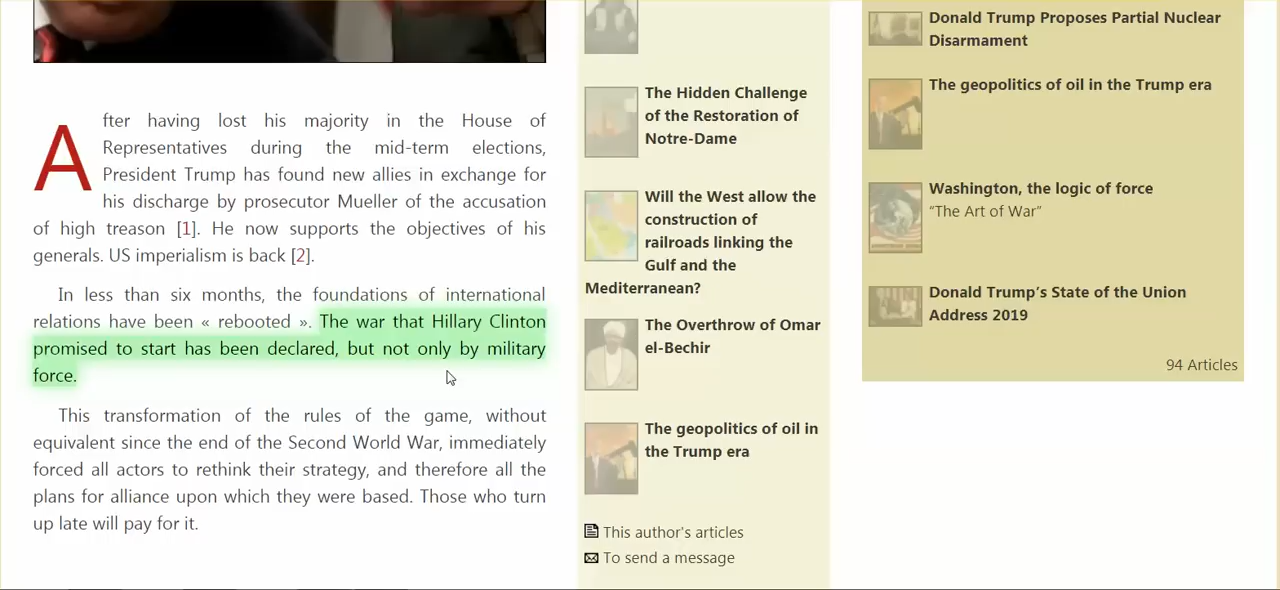 After having lost his majority in the House of
Representatives during the mid-term elections,
President Trump has found new allies in exchange for
his discharge by prosecutor Mueller of the accusation
of high treason [1]. He now supports the objectives of his
generals. US imperialism is back [2].
In less than six months, the foundations of international
relations have been « rebooted ». The war that Hillary Clinton
promised to start has been declared, but not only by military
force.
This transformation of the rules of the game, without
equivalent since the end of the Second World War, immediately
forced all actors to rethink their strategy, and therefore all the
plans for alliance upon which they were based. Those who turn
up late will pay for it.
The Hidden Challenge
of the Restoration of
Notre-Dame
Will the West allow the
construction of
railroads linking the
Gulf and the
Mediterranean?
The Overthrow of Omar
el-Bechir
The geopolitics of oil in
the Trump era
This author's articles
To send a message
Donald Trump Proposes Partial Nuclear
Disarmament
The geopolitics of oil in the Trump era
Washington, the logic of force
“The Art of War”
Donald Trump’s State of the Union
Address 2019
94 Articles